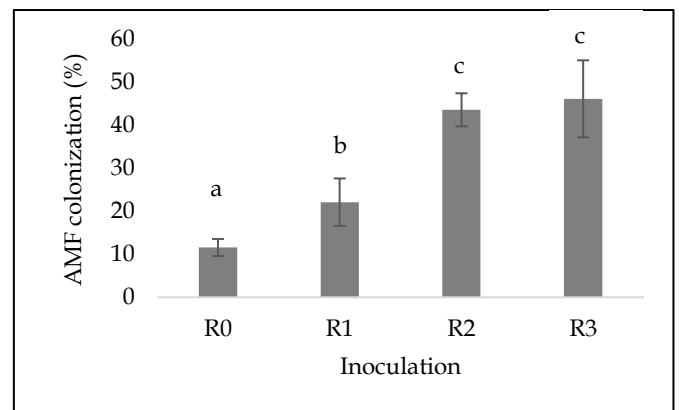 AMF colonization (%)
60
50
40
30
20
10
0
a
b
c
c
R0 R1 R2 R3
Inoculation